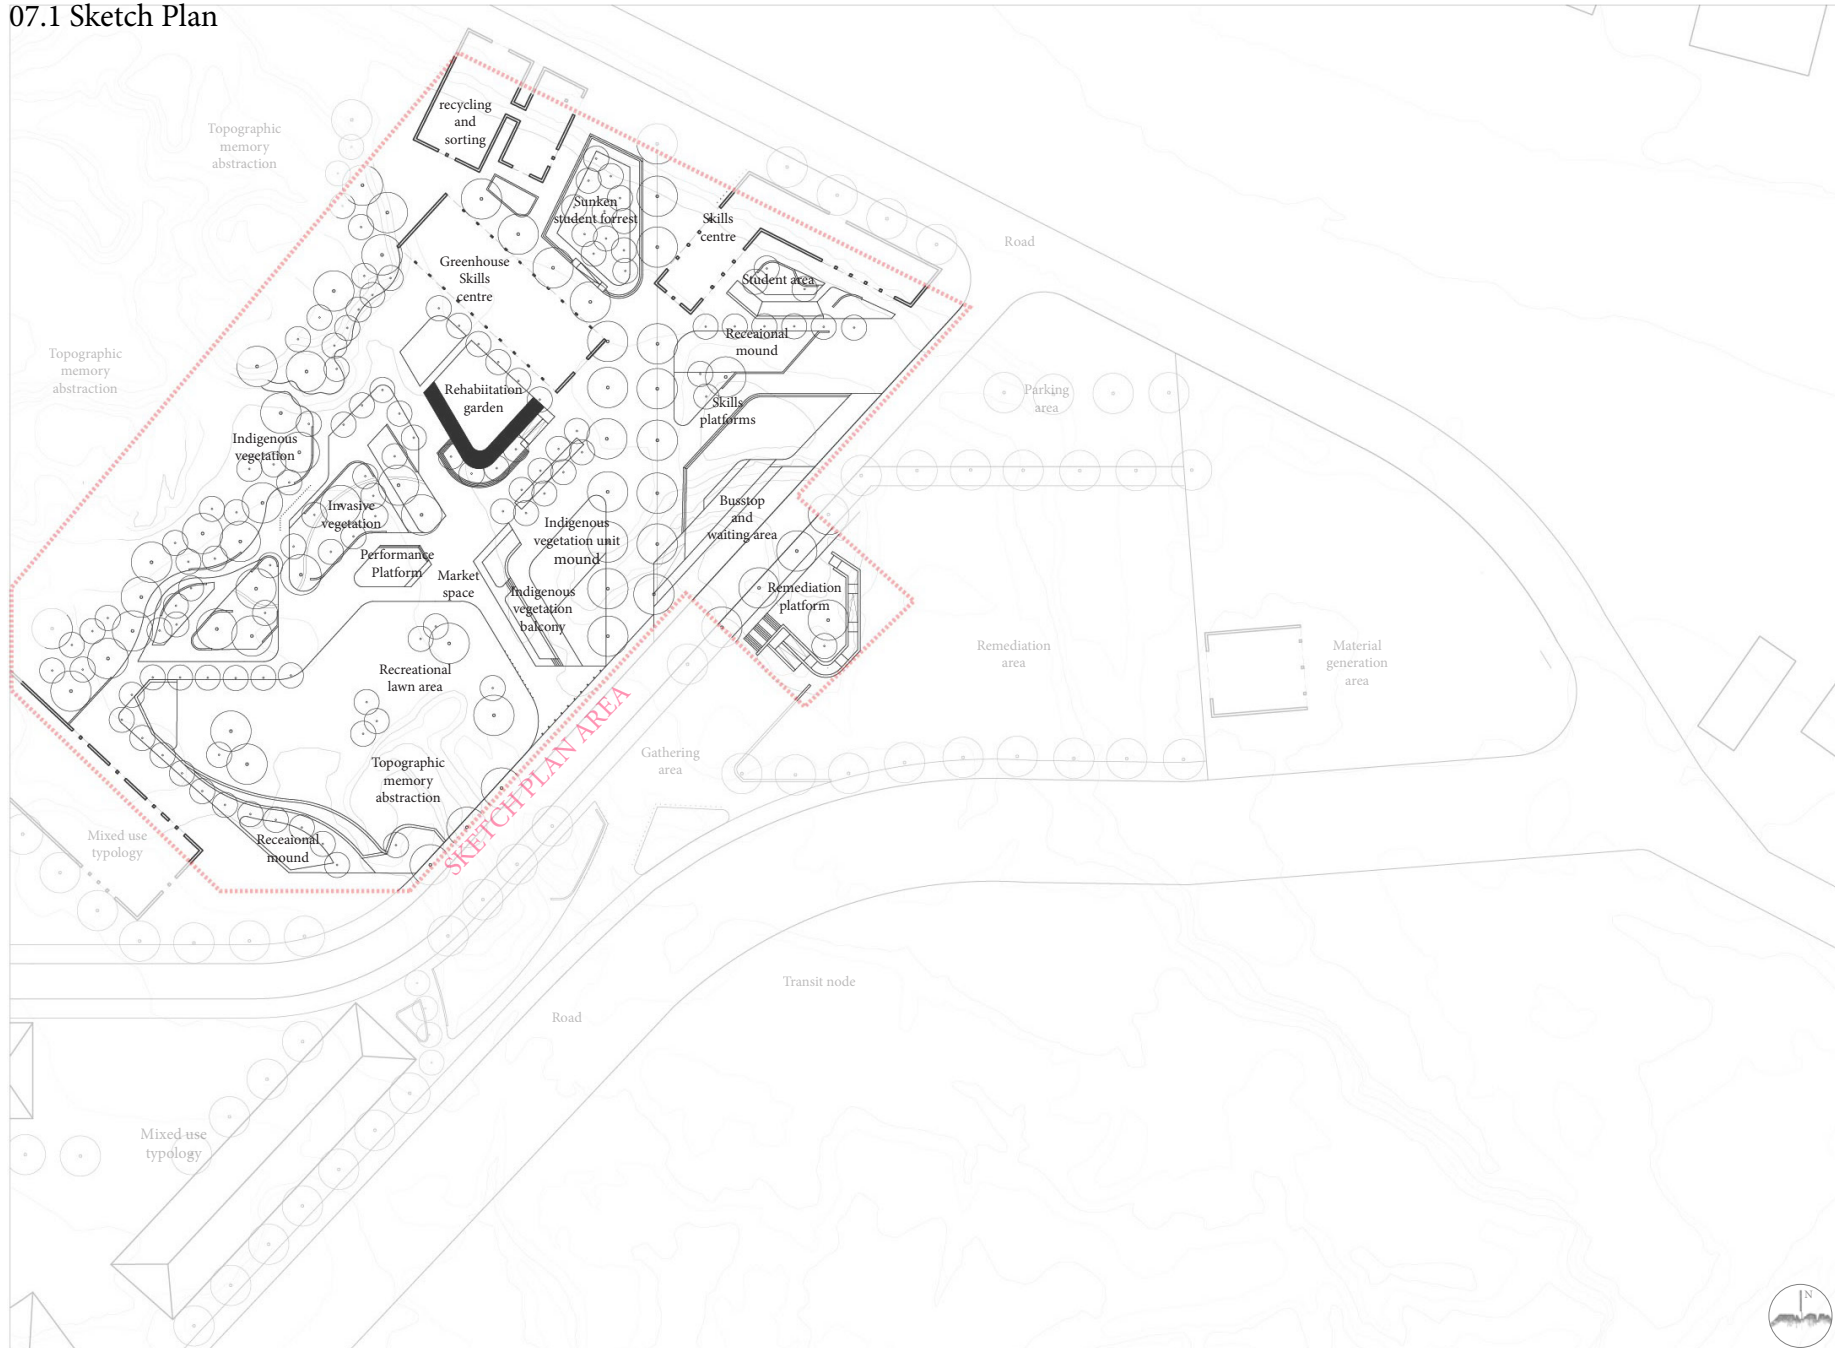 07.1 Sketch Plan
recycling
and
sorting
Topographic
memory
abstraction
Sunken
student forrest
Skills
centre
Road
Greenhouse
Skills
centre
Student area
Receaional
mound
Topographic
memory
abstraction
Rehabiitation
garden
Parking
area
Skills
platforms
Indigenous
vegetation
Invasive
vegetation
Busstop
and
waiting area
Indigenous
vegetation unit
mound
Performance
Platform
Market
space
Indigenous
vegetation
balcony
Remediation
platform
Remediation
area
Material
generation
area
Recreational
lawn area
SKETCH PLAN AREA
Gathering
area
Topographic
memory
abstraction
Mixed use
typology
Receaional
mound
Transit node
Road
Mixed use
typology
N